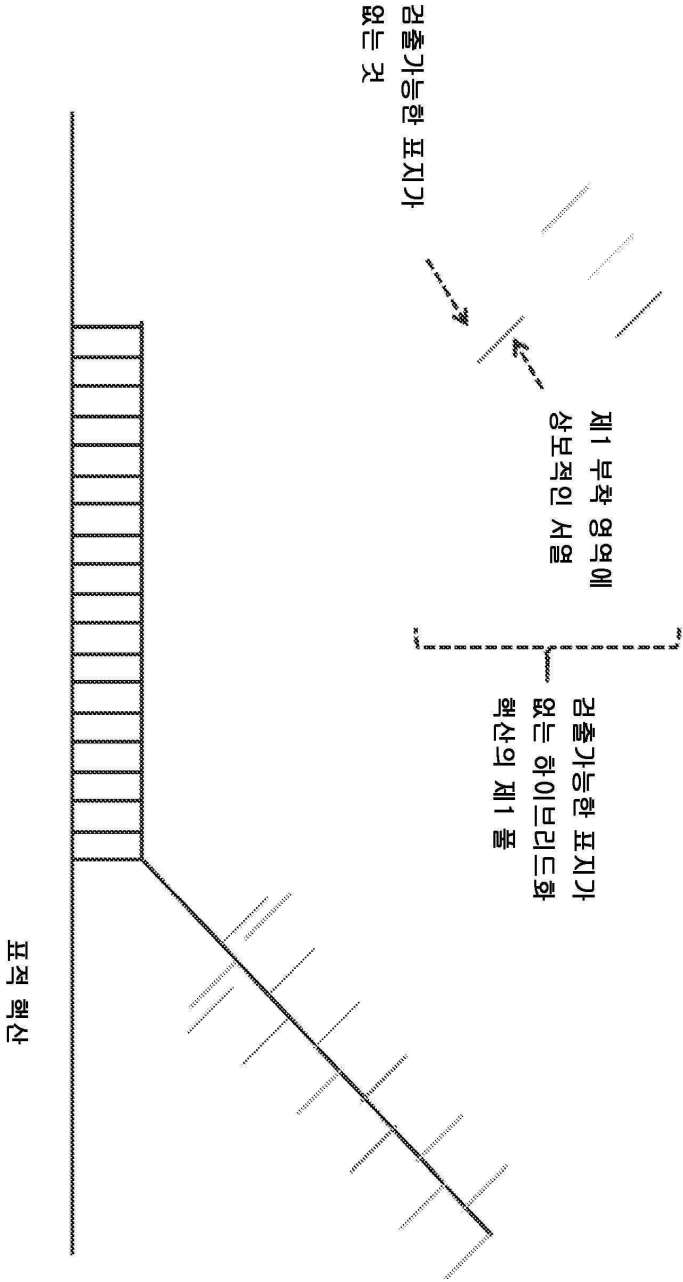 검출가능한 표지가
없는 것
제1 부착 영역에
상보적인 서열
검출가능한 표지가
없는 하이브리드화
핵산의 제1 풀
표적 핵산